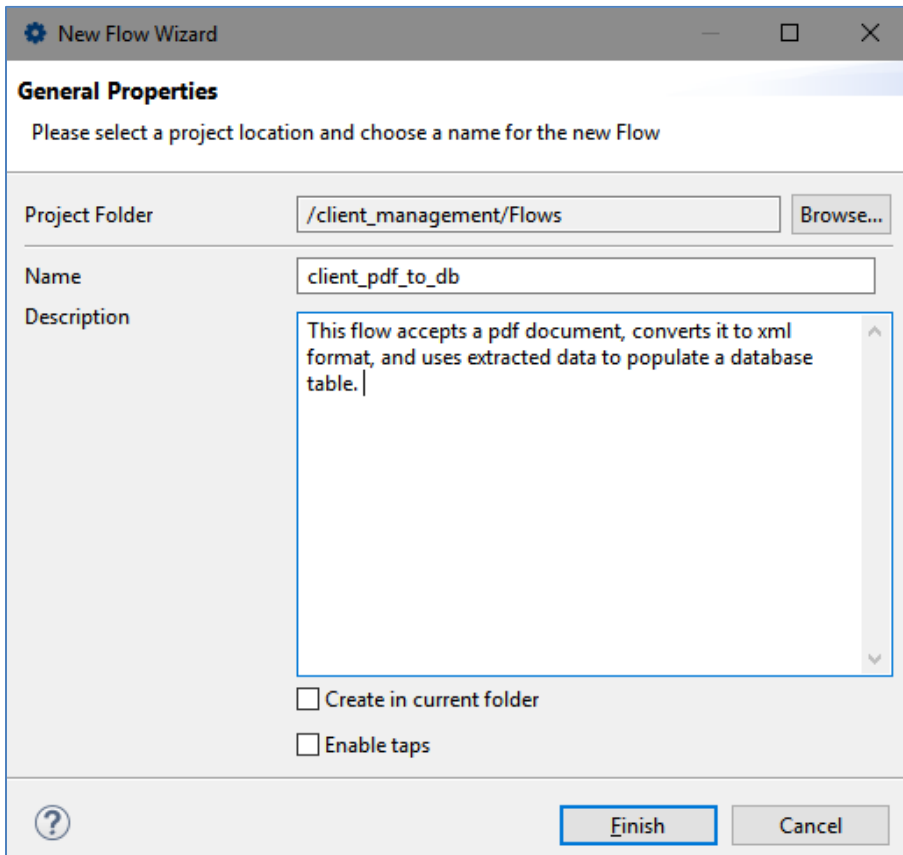 New Flow Wizard
General Properties
Please select a project location and choose a name for the new Flow
Project Folder /client_management/Flows Browse...
Name client_pdf_to_db
Description This flow accepts a pdf document, converts it to xml
format, and uses extracted data to populate a database
table.
Create in current folder
Enable taps
? Finish Cancel